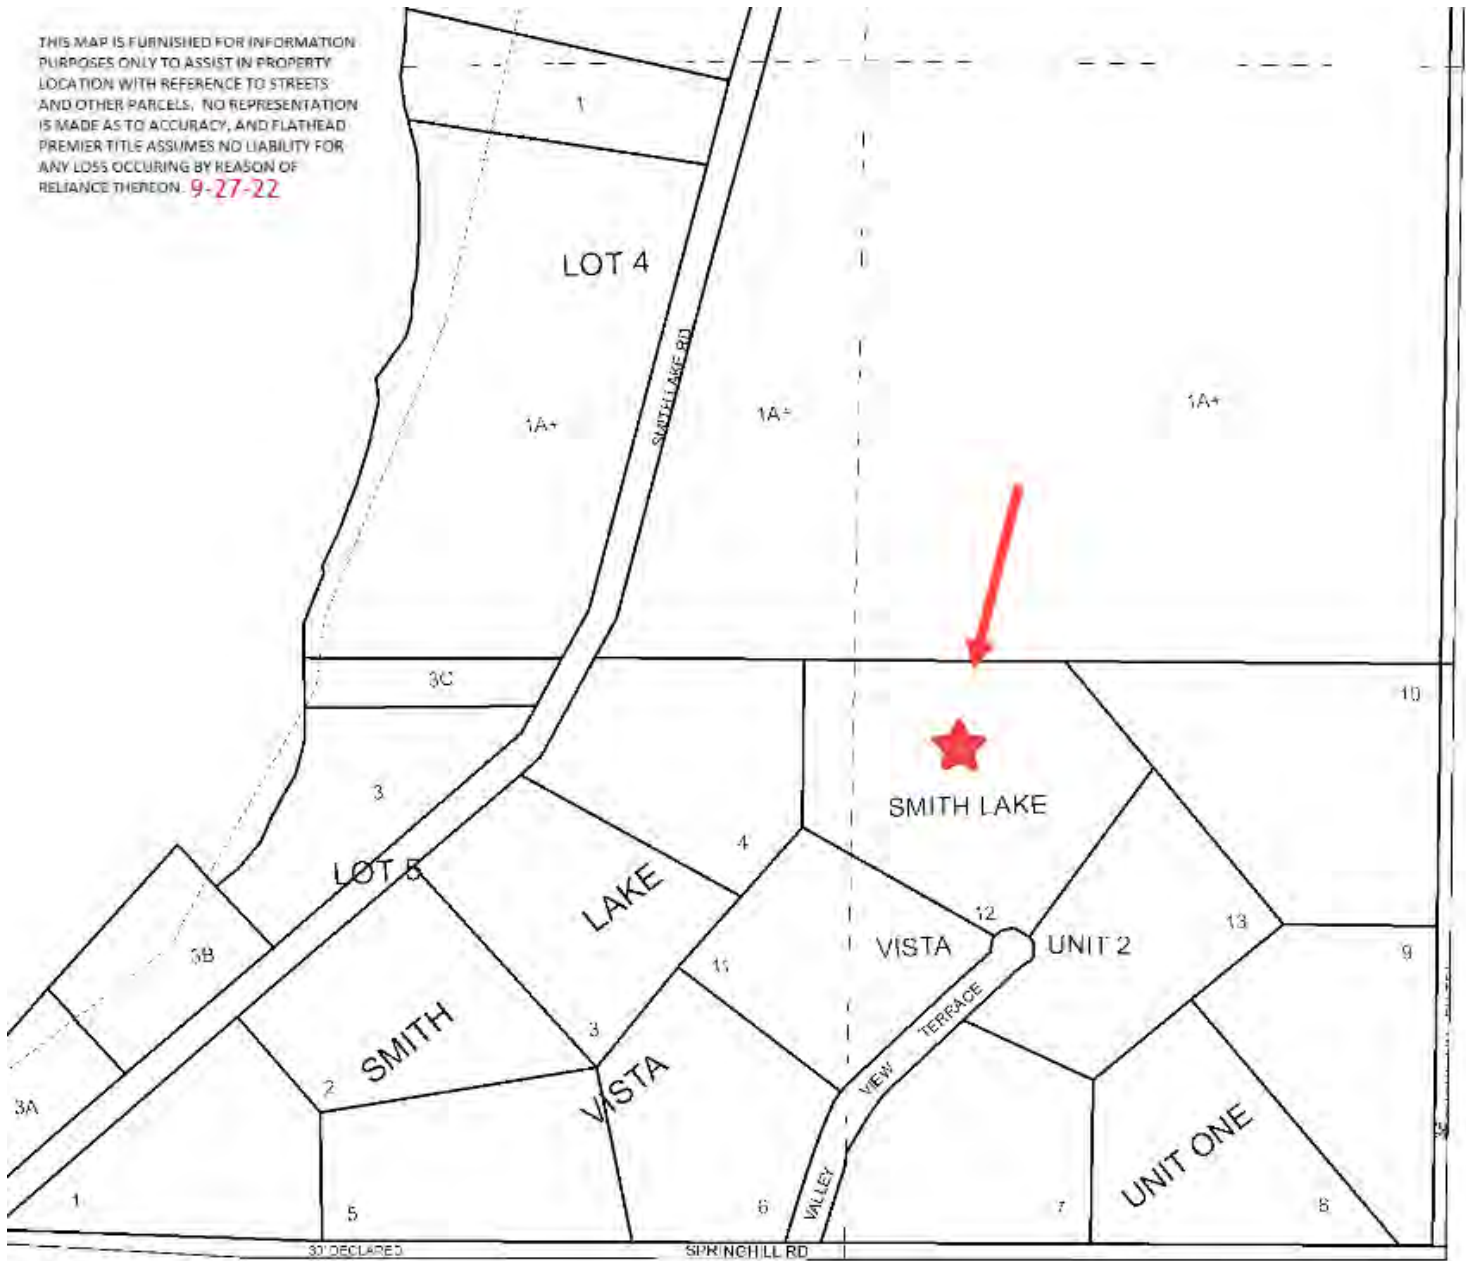 THIS MAP IS FURNISHED FOR INFORMATION
PURPOSES ONLY TO ASSIST IN PROPERTY
LOCATION WITH REFERENCE TO STREETS
AND OTHER PARCELS. NO REPRESENTATION
IS MADE AS TO ACCURACY, AND FLATHEAD
PREMIER TITLE ASSUMES NO LIABILITY FOR
ANY LOSS OCCURING BY REASON OF
RELIANCE THEREON. 9-27-22
1
LOT 4
SMITH LAKE RD
1A+
1A+
1A+
3C
10
3
SMITH LAKE
4
LOT 5
LAKE
12
13
VISTA
UNIT 2
9
3B
11
TERRACE
SMITH
3
VIEW
2
VISTA
3A
UNIT ONE
VALLEY
1
5
6
7
8
30' DECLARED
SPRINGHILL RD